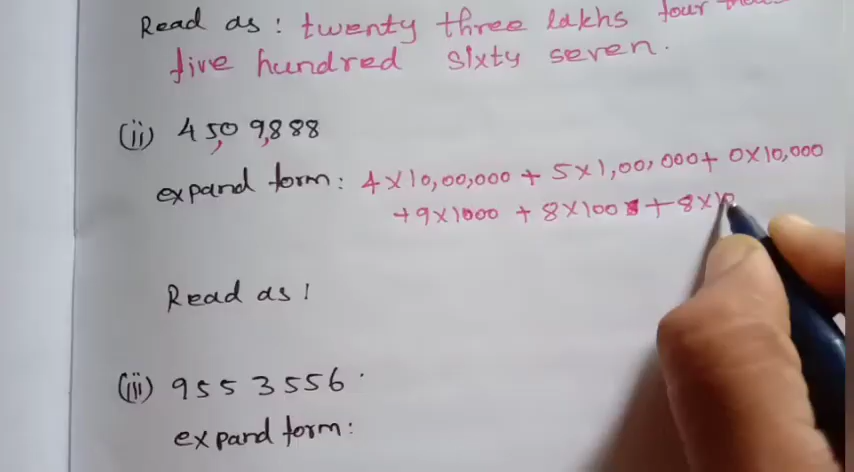 Read as : twenty three lakhs four
five hundred sixty seven.
(ii) 45,09,888
expand form: 4×10,00,000 + 5×1,00,000+ 0×10,000
+9×1000 + 8×100 + 8×10
Read as :
(iii) 9553556.
expand form: